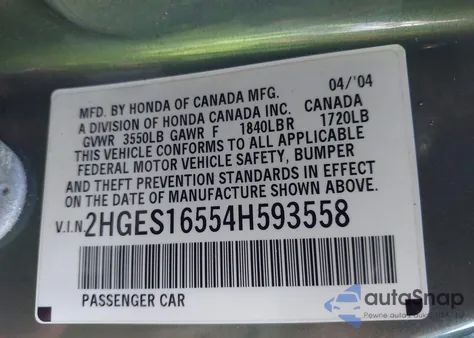 04/'04
MFD. BY HONDA OF CANADA MFG.
A DIVISION OF HONDA CANADA INC. CANADA
GVWR 3550LB GAWR F 1840LBR 1720LB
THIS VEHICLE CONFORMS TO ALL APPLICABLE
FEDERAL MOTOR VEHICLE SAFETY, BUMPER
AND THEFT PREVENTION STANDARDS IN EFFECT
ON THE DATE OF MANUFACTURE SHOWN ABOVE.
V.I.N. 2HGES16554H593558
PASSENGER CAR
autoSnap
Pewne auto z